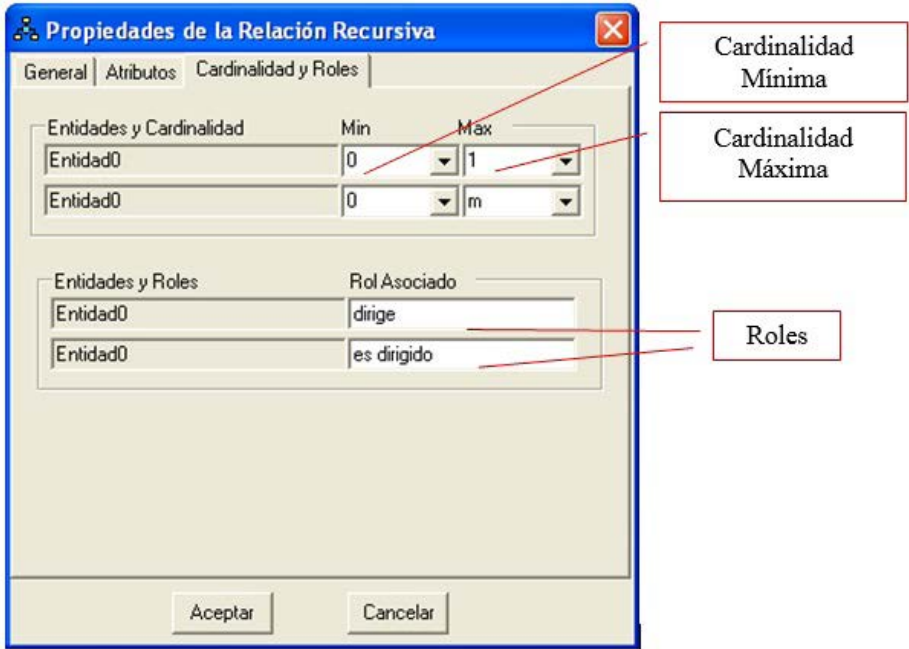 Propiedades de la Relación Recursiva
General Atributos Cardinalidad y Roles
Entidades y Cardinalidad Min Max
Entidad0 0 1
Entidad0 0 m
Entidades y Roles Rol Asociado
Entidad0 dirige
Entidad0 es dirigido
Aceptar Cancelar
Cardinalidad
Mínima
Cardinalidad
Máxima
Roles